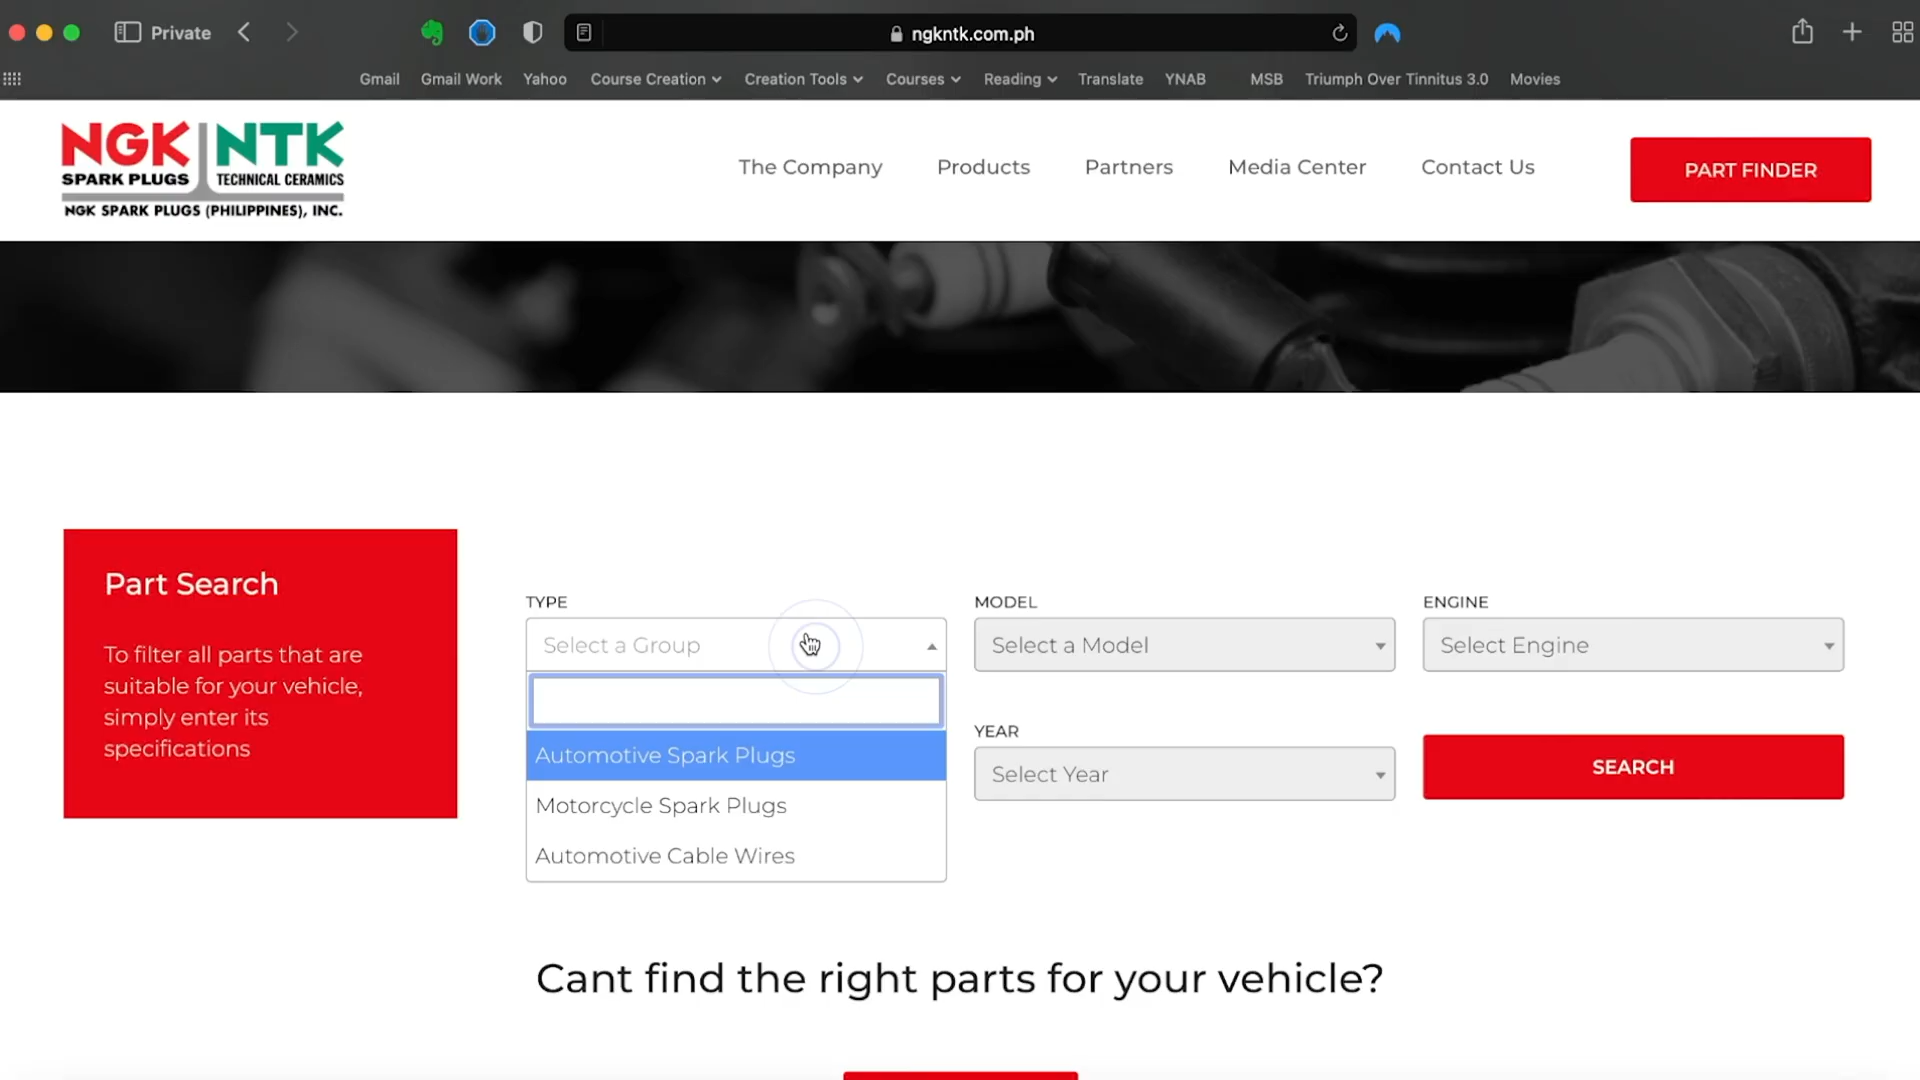 Private
ngkntk.com.ph
Gmail
Gmail Work
Yahoo
Course Creation
Creation Tools
Courses
Reading
Translate
YNAB
MSB
Triumph Over Tinnitus 3.0
Movies
NGK
SPARK PLUGS
NTK
TECHNICAL CERAMICS
NGK SPARK PLUGS (PHILIPPINES), INC.
The Company
Products
Partners
Media Center
Contact Us
PART FINDER
Part Search
To filter all parts that are
suitable for your vehicle,
simply enter its
specifications
TYPE
Select a Group
Automotive Spark Plugs
Motorcycle Spark Plugs
Automotive Cable Wires
MODEL
Select a Model
ENGINE
Select Engine
YEAR
Select Year
SEARCH
Cant find the right parts for your vehicle?